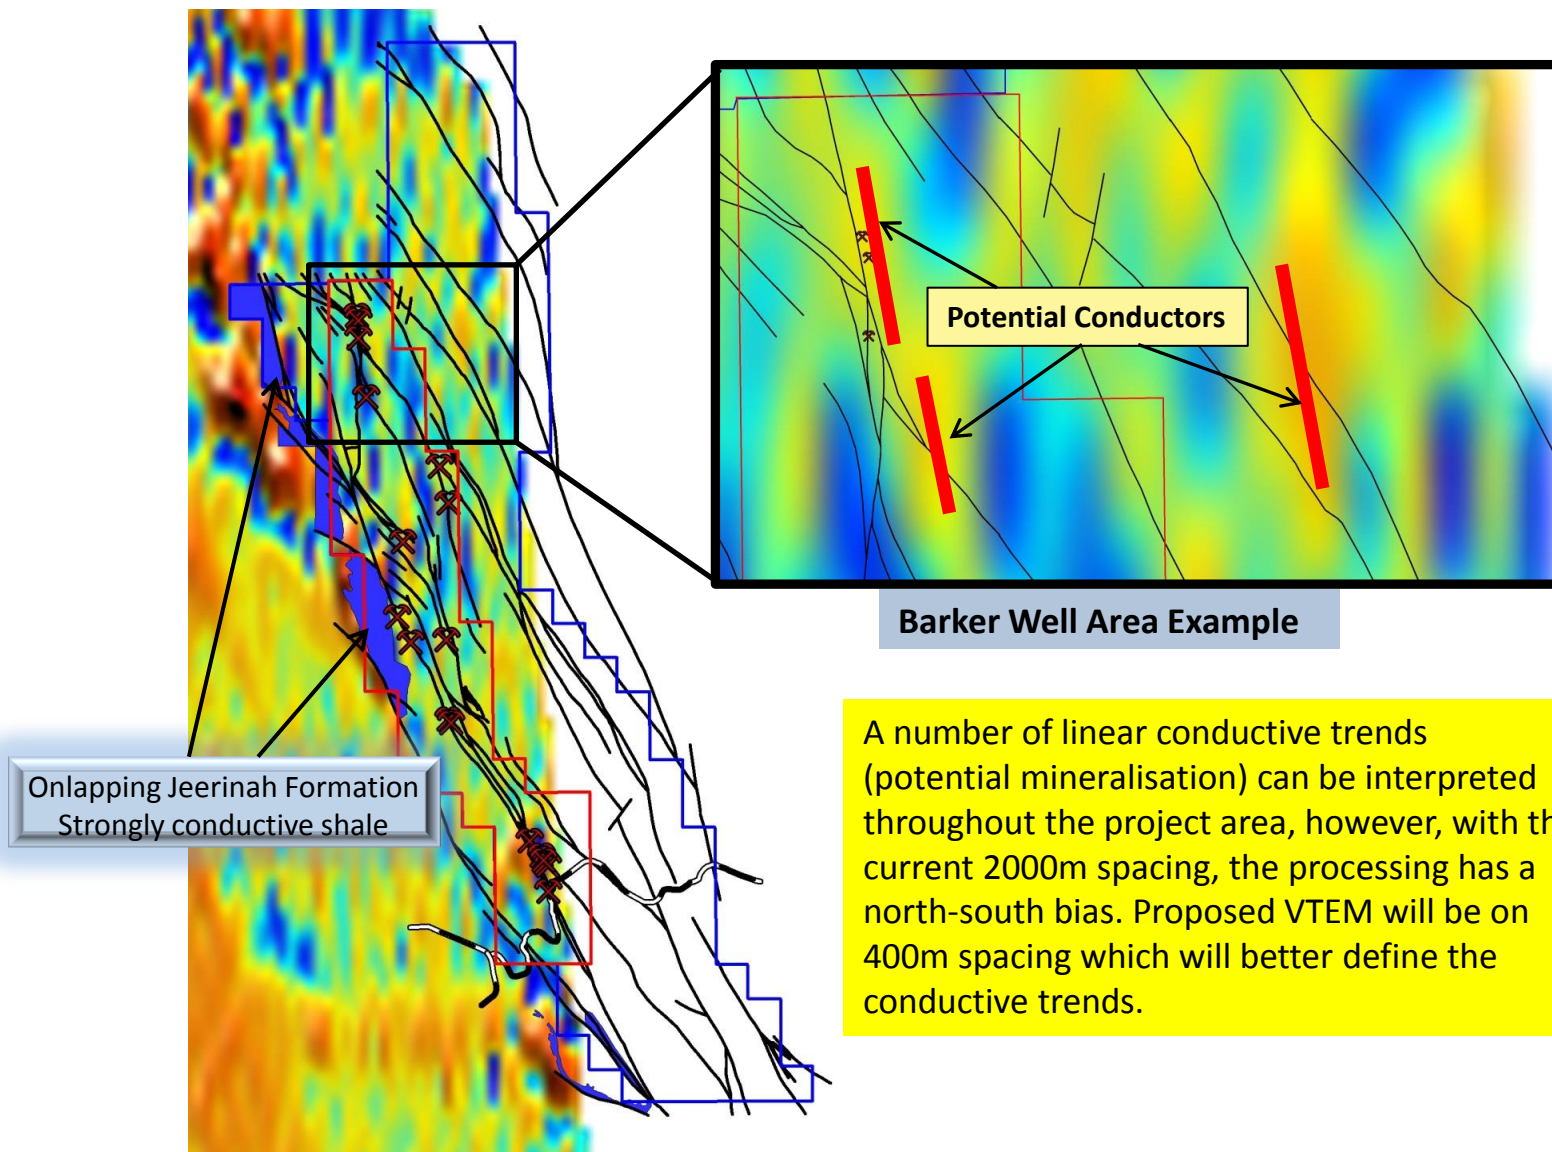 Potential Conductors
Barker Well Area Example
A number of linear conductive trends
(potential mineralisation) can be interpreted
throughout the project area, however, with th
current 2000m spacing, the processing has a
north-south bias. Proposed VTEM will be on
400m spacing which will better define the
conductive trends.
Onlapping Jeerinah Formation
Strongly conductive shale